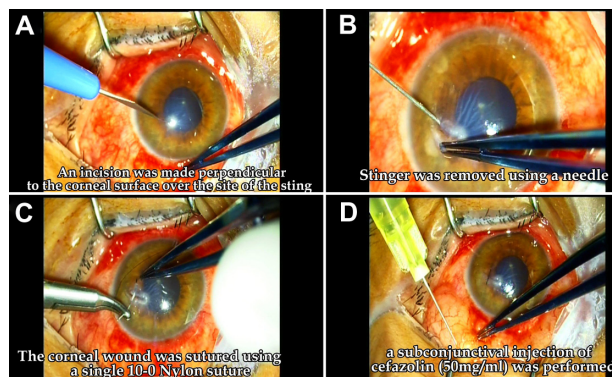 A
An incision was made perpendicular
to the corneal surface over the site of the sting
B
Stinger was removed using a needle
C
The corneal wound was sutured using
a single 10-0 Nylon suture
D
a subconjunctival injection of
cefazolin (50mg/ml) was performed